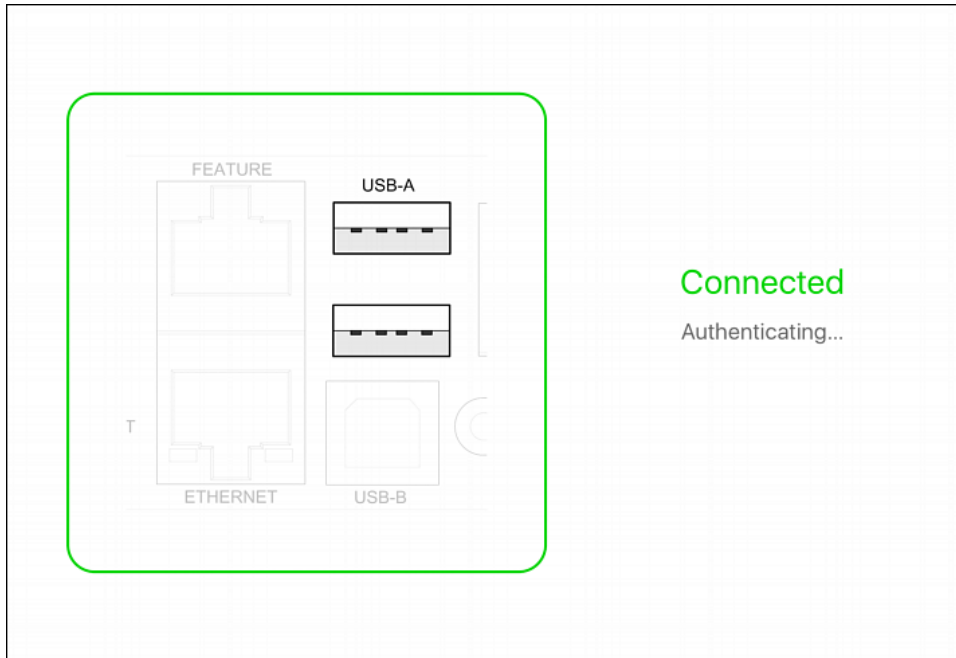 FEATURE
USB-A
T
ETHERNET
USB-B
Connected
Authenticating...